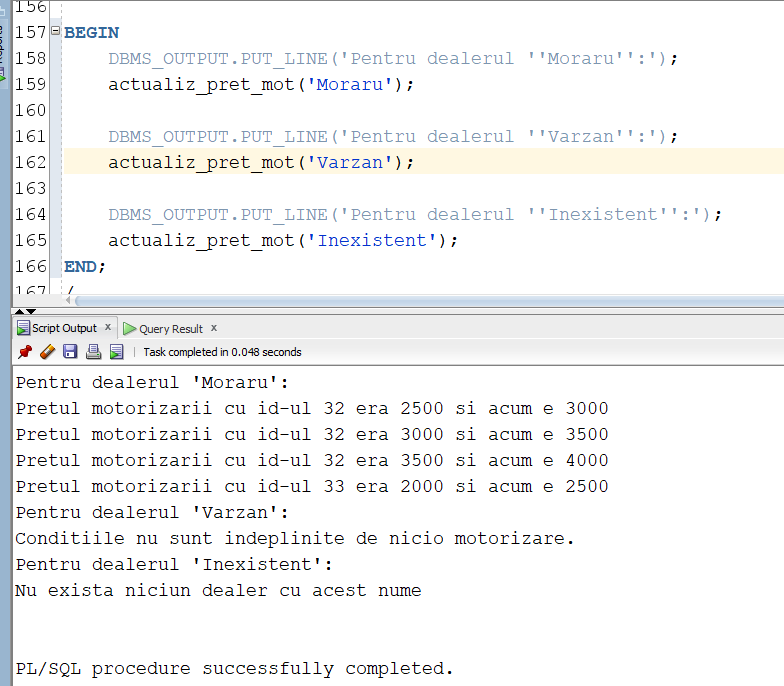 156
157 BEGIN
158 DBMS_OUTPUT.PUT_LINE('Pentru dealerul ''Moraru'':');
159 actualiz_pret_mot('Moraru');
160
161 DBMS_OUTPUT.PUT_LINE('Pentru dealerul ''Varzan'':');
162 actualiz_pret_mot('Varzan');
163
164 DBMS_OUTPUT.PUT_LINE('Pentru dealerul ''Inexistent'':');
165 actualiz_pret_mot('Inexistent');
166 END;
167 /
Reports
Script Output x Query Result x
Task completed in 0.048 seconds
Pentru dealerul 'Moraru':
Pretul motorizarii cu id-ul 32 era 2500 si acum e 3000
Pretul motorizarii cu id-ul 32 era 3000 si acum e 3500
Pretul motorizarii cu id-ul 32 era 3500 si acum e 4000
Pretul motorizarii cu id-ul 33 era 2000 si acum e 2500
Pentru dealerul 'Varzan':
Conditiile nu sunt indeplinite de nicio motorizare.
Pentru dealerul 'Inexistent':
Nu exista niciun dealer cu acest nume
PL/SQL procedure successfully completed.